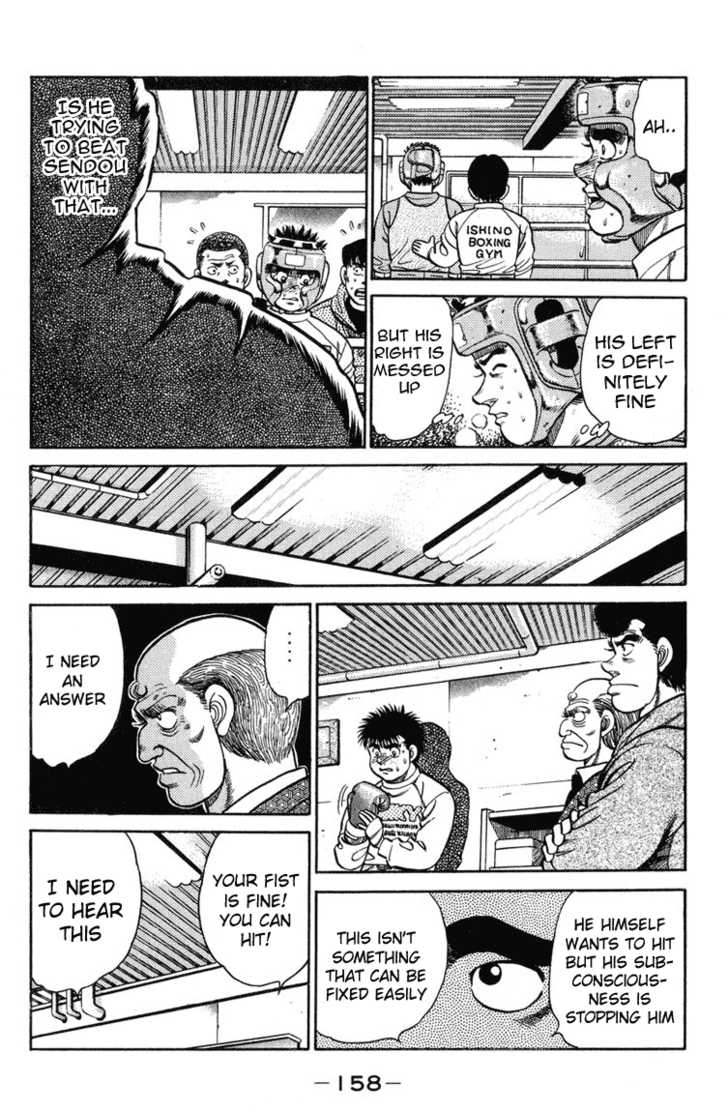 AH..
ISHINO
BOXING
GYM
IS HE
TRYING
TO BEAT
SENDOU
WITH
THAT...
HIS LEFT
IS DEFI-
NITELY
FINE
BUT HIS
RIGHT IS
MESSED
UP
...
I NEED
AN
ANSWER
HE HIMSELF
WANTS TO HIT
BUT HIS SUB-
CONSCIOUS-
NESS IS
STOPPING HIM
THIS ISN'T
SOMETHING
THAT CAN BE
FIXED EASILY
YOUR FIST
IS FINE!
YOU CAN
HIT!
I NEED
TO HEAR
THIS
-158-